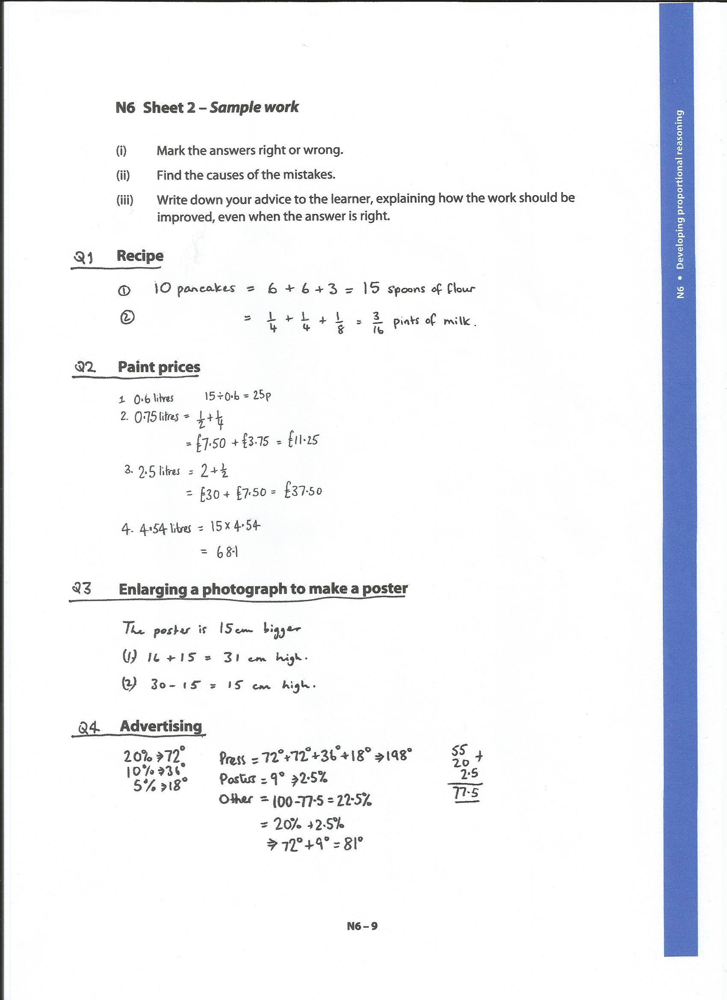 N6 Sheet 2 – Sample work
(i) Mark the answers right or wrong.
(ii) Find the causes of the mistakes.
(iii) Write down your advice to the learner, explaining how the work should be
improved, even when the answer is right.
Q1 Recipe
① 10 pancakes = 6 + 6 + 3 = 15 spoons of flour
② = 1/4 + 1/4 + 1/8 = 3/16 pints of milk.
Q2 Paint prices
1 0.6 litres 15÷0.6 = 25p
2. 0.75 litres = 1/2 + 1/4
= £7.50 + £3.75 = £11.25
3. 2.5 litres = 2 + 1/2
= £30 + £7.50 = £37.50
4. 4.54 litres = 15 × 4.54
= 68.1
Q3 Enlarging a photograph to make a poster
The poster is 15cm bigger
(1) 16 + 15 = 31 cm high.
(2) 30 - 15 = 15 cm high.
Q4 Advertising
20% ⇒ 72°
10% ⇒ 36°
5% ⇒ 18°
Press = 72° + 72° + 36° + 18° ⇒ 198°
Posters = 9° ⇒ 2.5%
Other = 100 - 77.5 = 22.5%
= 20% + 2.5%
⇒ 72° + 9° = 81°
55 +
20
2.5
77.5
N6 – 9
N6 • Developing proportional reasoning